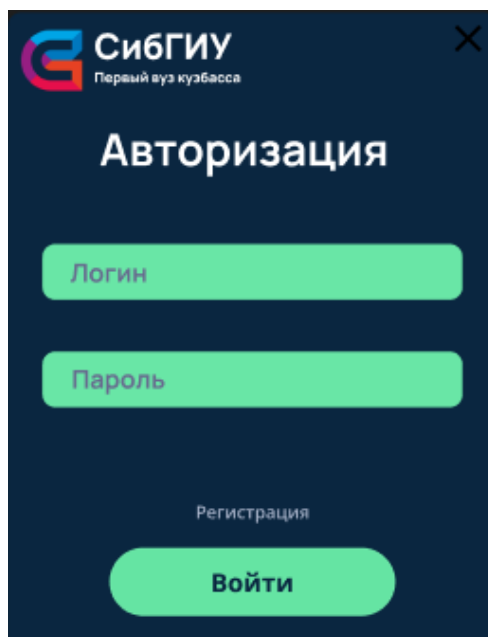 СибГИУ
Первый вуз кузбасса
Авторизация
Логин
Пароль
Регистрация
Войти